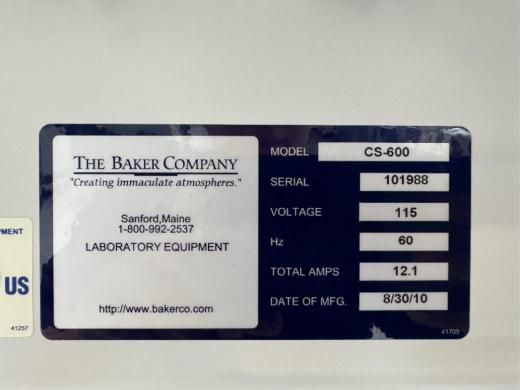 THE BAKER COMPANY
"Creating immaculate atmospheres."
Sanford,Maine
1-800-992-2537
LABORATORY EQUIPMENT
http://www.bakerco.com
MODEL CS-600
SERIAL 101988
VOLTAGE 115
Hz 60
TOTAL AMPS 12.1
DATE OF MFG. 8/30/10
41705
MENT
US
41257